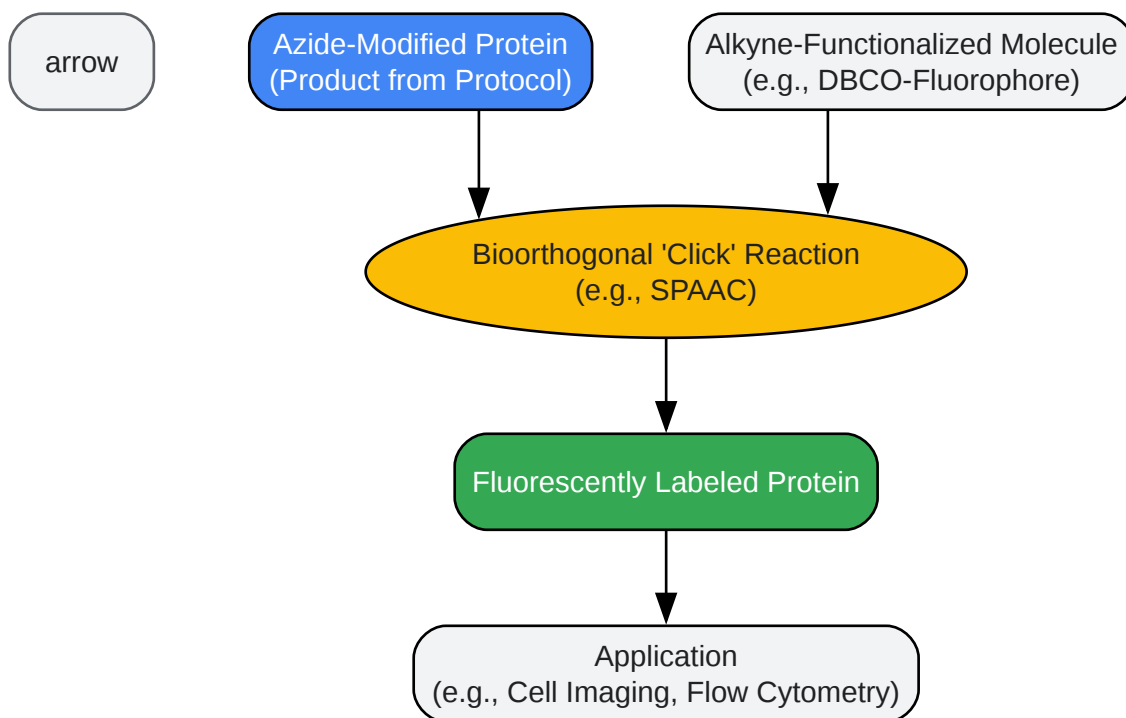 arrow
Azide-Modified Protein
(Product from Protocol)
Alkyne-Functionalized Molecule
(e.g., DBCO-Fluorophore)
Bioorthogonal 'Click' Reaction
(e.g., SPAAC)
Fluorescently Labeled Protein
Application
(e.g., Cell Imaging, Flow Cytometry)